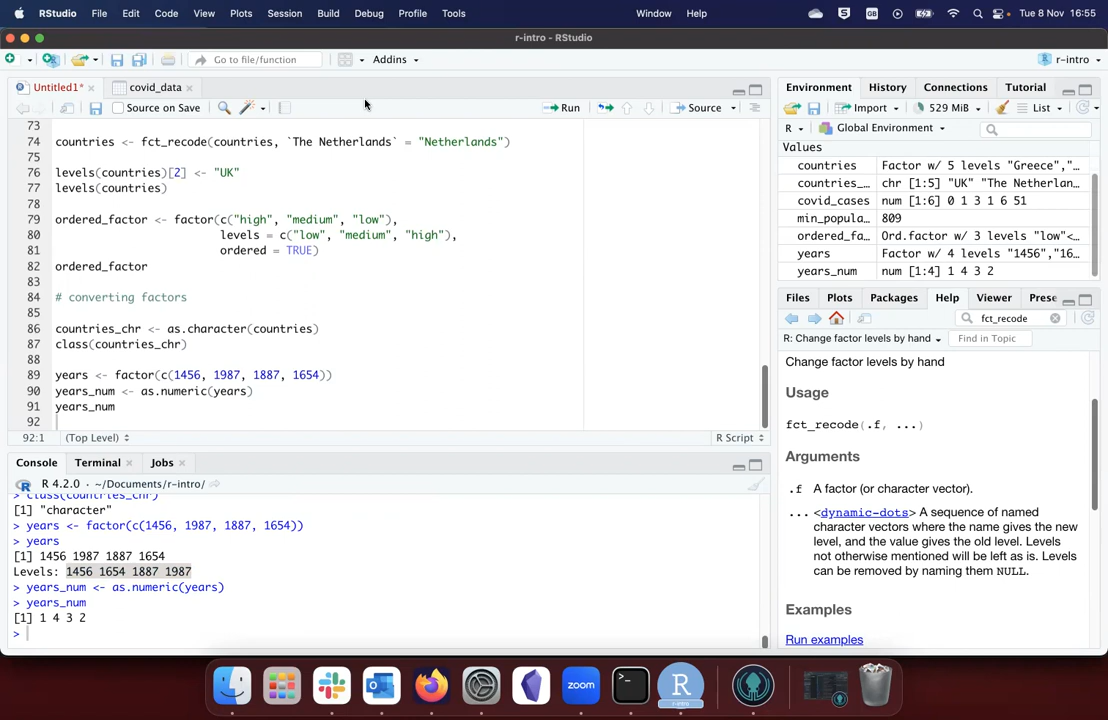 RStudio File Edit Code View Plots Session Build Debug Profile Tools Window Help Tue 8 Nov 16:55
r-intro - RStudio
Go to file/function Addins r-intro
Untitled1* covid_data
Source on Save Run Source
73
74 countries <- fct_recode(countries, `The Netherlands` = "Netherlands")
75
76 levels(countries)[2] <- "UK"
77 levels(countries)
78
79 ordered_factor <- factor(c("high", "medium", "low"),
80 levels = c("low", "medium", "high"),
81 ordered = TRUE)
82 ordered_factor
83
84 # converting factors
85
86 countries_chr <- as.character(countries)
87 class(countries_chr)
88
89 years <- factor(c(1456, 1987, 1887, 1654))
90 years_num <- as.numeric(years)
91 years_num
92
92:1 (Top Level) R Script
Console Terminal Jobs
R 4.2.0 · ~/Documents/r-intro/
> class(countries_chr)
[1] "character"
> years <- factor(c(1456, 1987, 1887, 1654))
> years
[1] 1456 1987 1887 1654
Levels: 1456 1654 1887 1987
> years_num <- as.numeric(years)
> years_num
[1] 1 4 3 2
>
Environment History Connections Tutorial
Import 529 MiB List
R Global Environment
Values
countries Factor w/ 5 levels "Greece","…
countries_… chr [1:5] "UK" "The Netherlan…
covid_cases num [1:6] 0 1 3 1 6 51
min_popula… 809
ordered_fa… Ord.factor w/ 3 levels "low"<…
years Factor w/ 4 levels "1456","16…
years_num num [1:4] 1 4 3 2
Files Plots Packages Help Viewer Prese
fct_recode
R: Change factor levels by hand Find in Topic
Change factor levels by hand
Usage
fct_recode(.f, ...)
Arguments
.f A factor (or character vector).
... <dynamic-dots> A sequence of named
character vectors where the name gives the new
level, and the value gives the old level. Levels
not otherwise mentioned will be left as is. Levels
can be removed by naming them NULL.
Examples
Run examples
zoom
R
r-intro